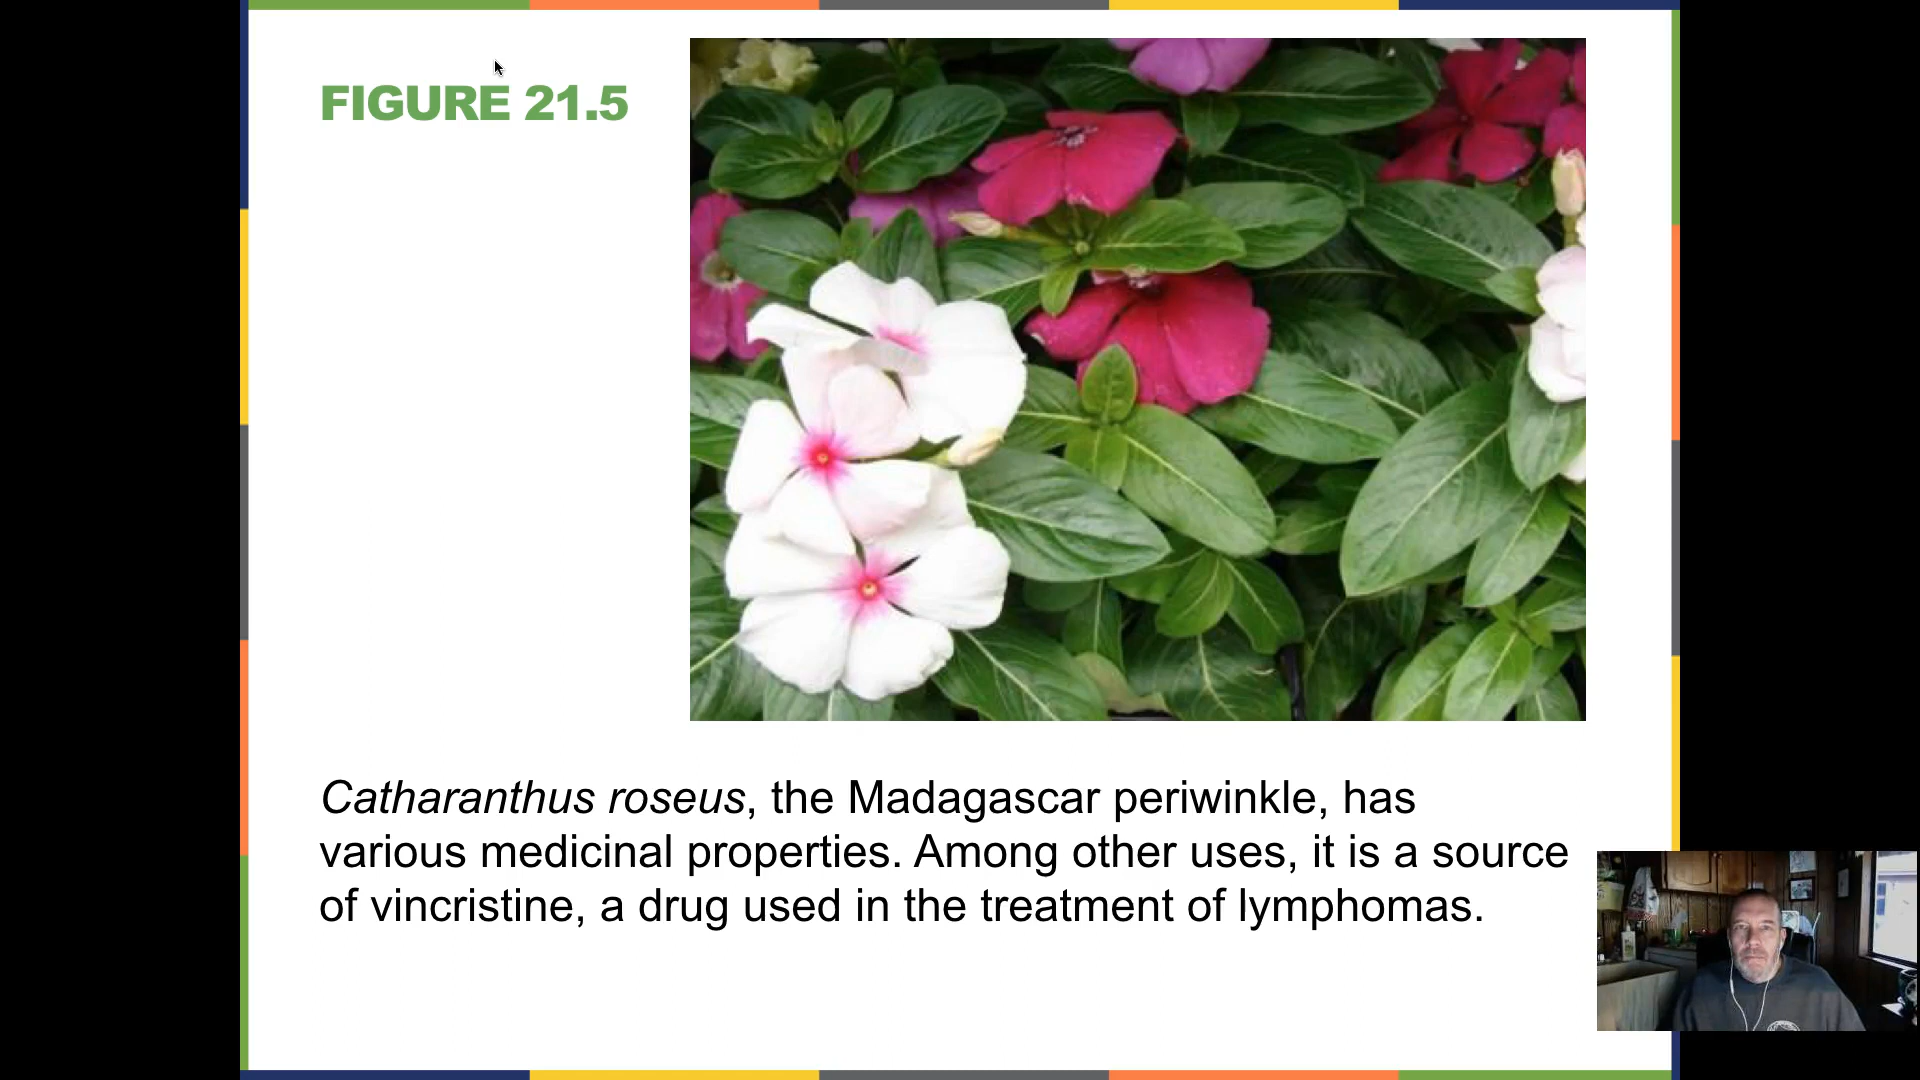 FIGURE 21.5
Catharanthus roseus, the Madagascar periwinkle, has
various medicinal properties. Among other uses, it is a source
of vincristine, a drug used in the treatment of lymphomas.